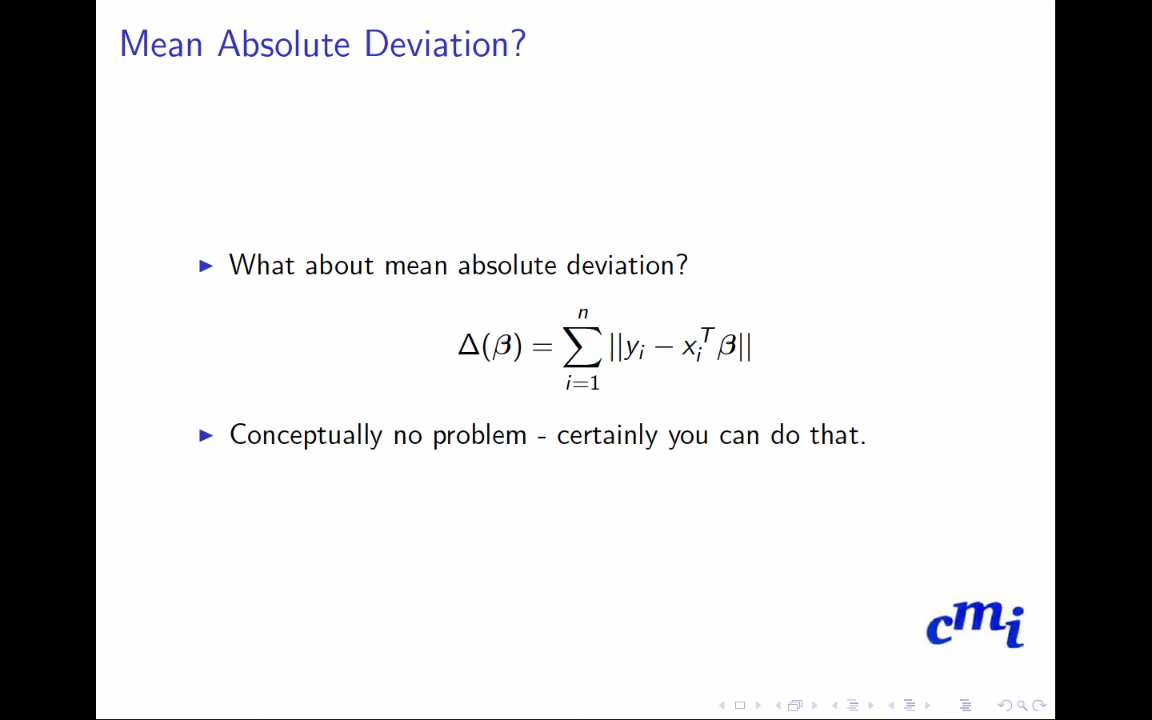 Mean Absolute Deviation?
▶ What about mean absolute deviation?
Δ(β) = ∑_{i=1}^{n} ||y_i − x_i^T β||
▶ Conceptually no problem - certainly you can do that.
cmi